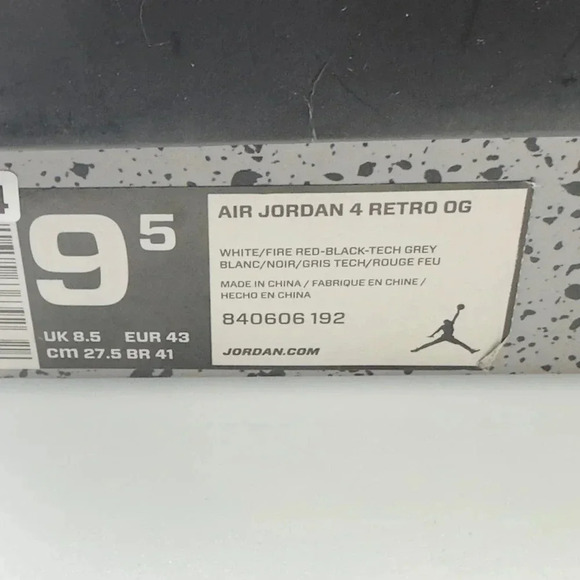 4
9 5
UK 8.5 EUR 43
cm 27.5 BR 41
AIR JORDAN 4 RETRO OG
WHITE/FIRE RED-BLACK-TECH GREY
BLANC/NOIR/GRIS TECH/ROUGE FEU
MADE IN CHINA / FABRIQUE EN CHINE /
HECHO EN CHINA
840606 192
JORDAN.COM